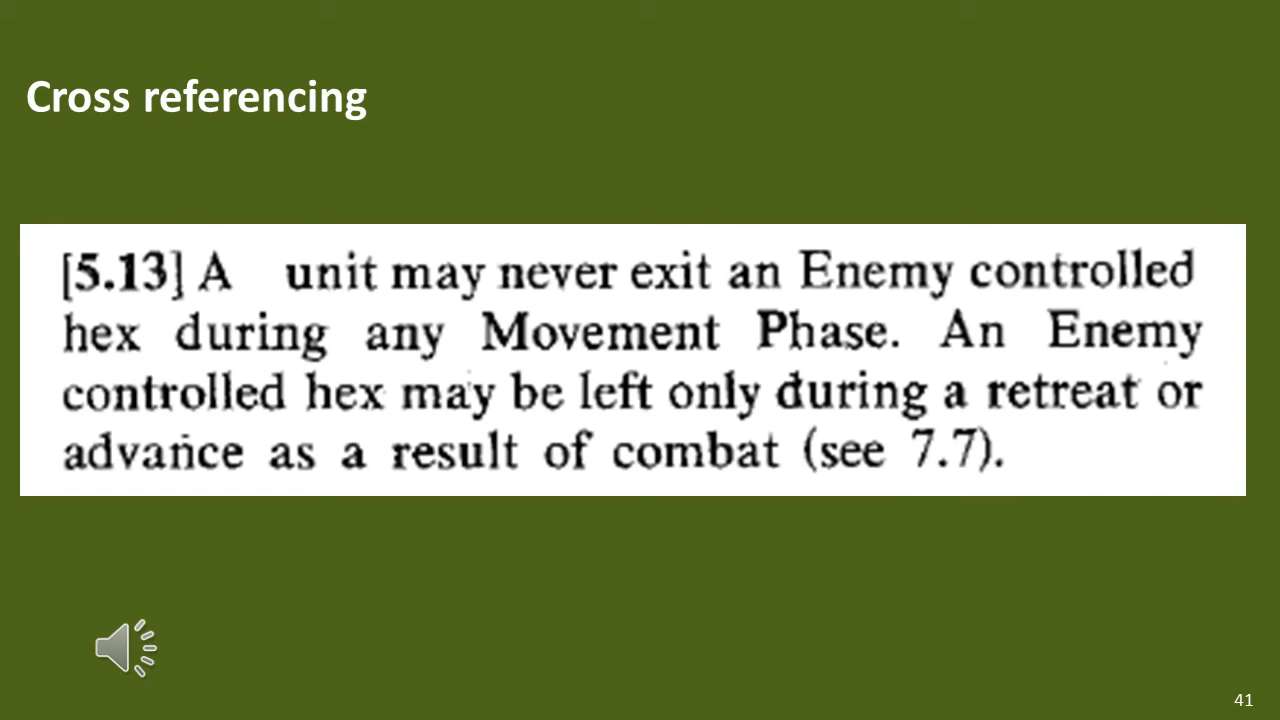 Cross referencing
[5.13] A unit may never exit an Enemy controlled
hex during any Movement Phase. An Enemy
controlled hex may be left only during a retreat or
advance as a result of combat (see 7.7).
41